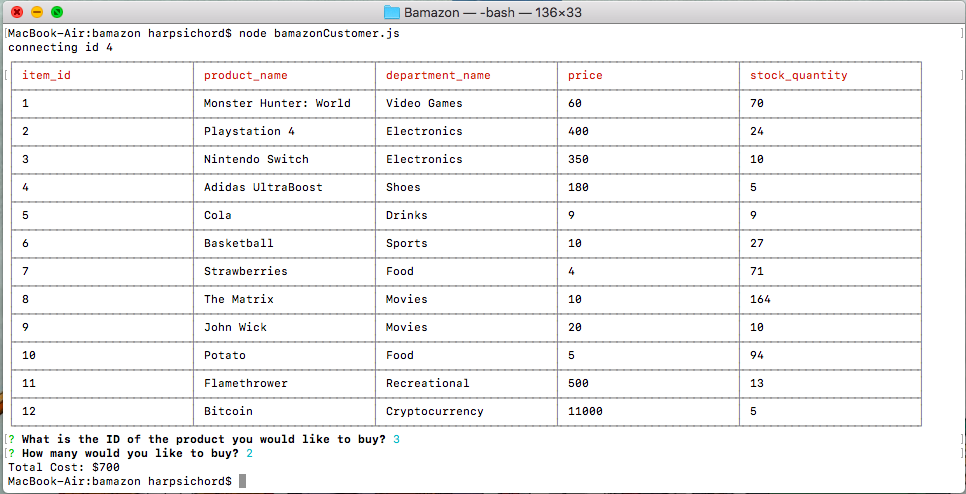 Bamazon — -bash — 136×33
[MacBook-Air:bamazon harpsichord$ node bamazonCustomer.js ]
connecting id 4
[ item_id product_name department_name price stock_quantity ]
1 Monster Hunter: World Video Games 60 70
2 Playstation 4 Electronics 400 24
3 Nintendo Switch Electronics 350 10
4 Adidas UltraBoost Shoes 180 5
5 Cola Drinks 9 9
6 Basketball Sports 10 27
7 Strawberries Food 4 71
8 The Matrix Movies 10 164
9 John Wick Movies 20 10
10 Potato Food 5 94
11 Flamethrower Recreational 500 13
12 Bitcoin Cryptocurrency 11000 5
[? What is the ID of the product you would like to buy? 3 ]
[? How many would you like to buy? 2 ]
Total Cost: $700
MacBook-Air:bamazon harpsichord$